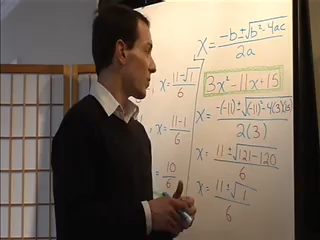 x = -b ± √b² - 4ac / 2a
3x² - 11x + 15
x = -(-11) ± √(-11)² - 4(3)(15) / 2(3)
x = 11 ± √121 - 120 / 6
x = 11 ± √1 / 6
x = 11 ± √1 / 6
x = 11 - 1 / 6
= 10 / 6